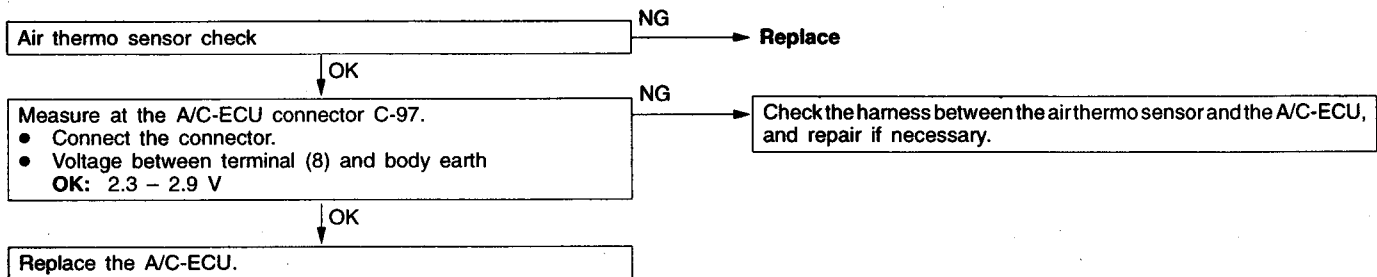 NG
Air thermo sensor check
Replace
OK
Measure at the A/C-ECU connector C-97.
● Connect the connector.
● Voltage between terminal (8) and body earth
OK: 2.3 – 2.9 V
NG
Check the harness between the air thermo sensor and the A/C-ECU,
and repair if necessary.
OK
Replace the A/C-ECU.